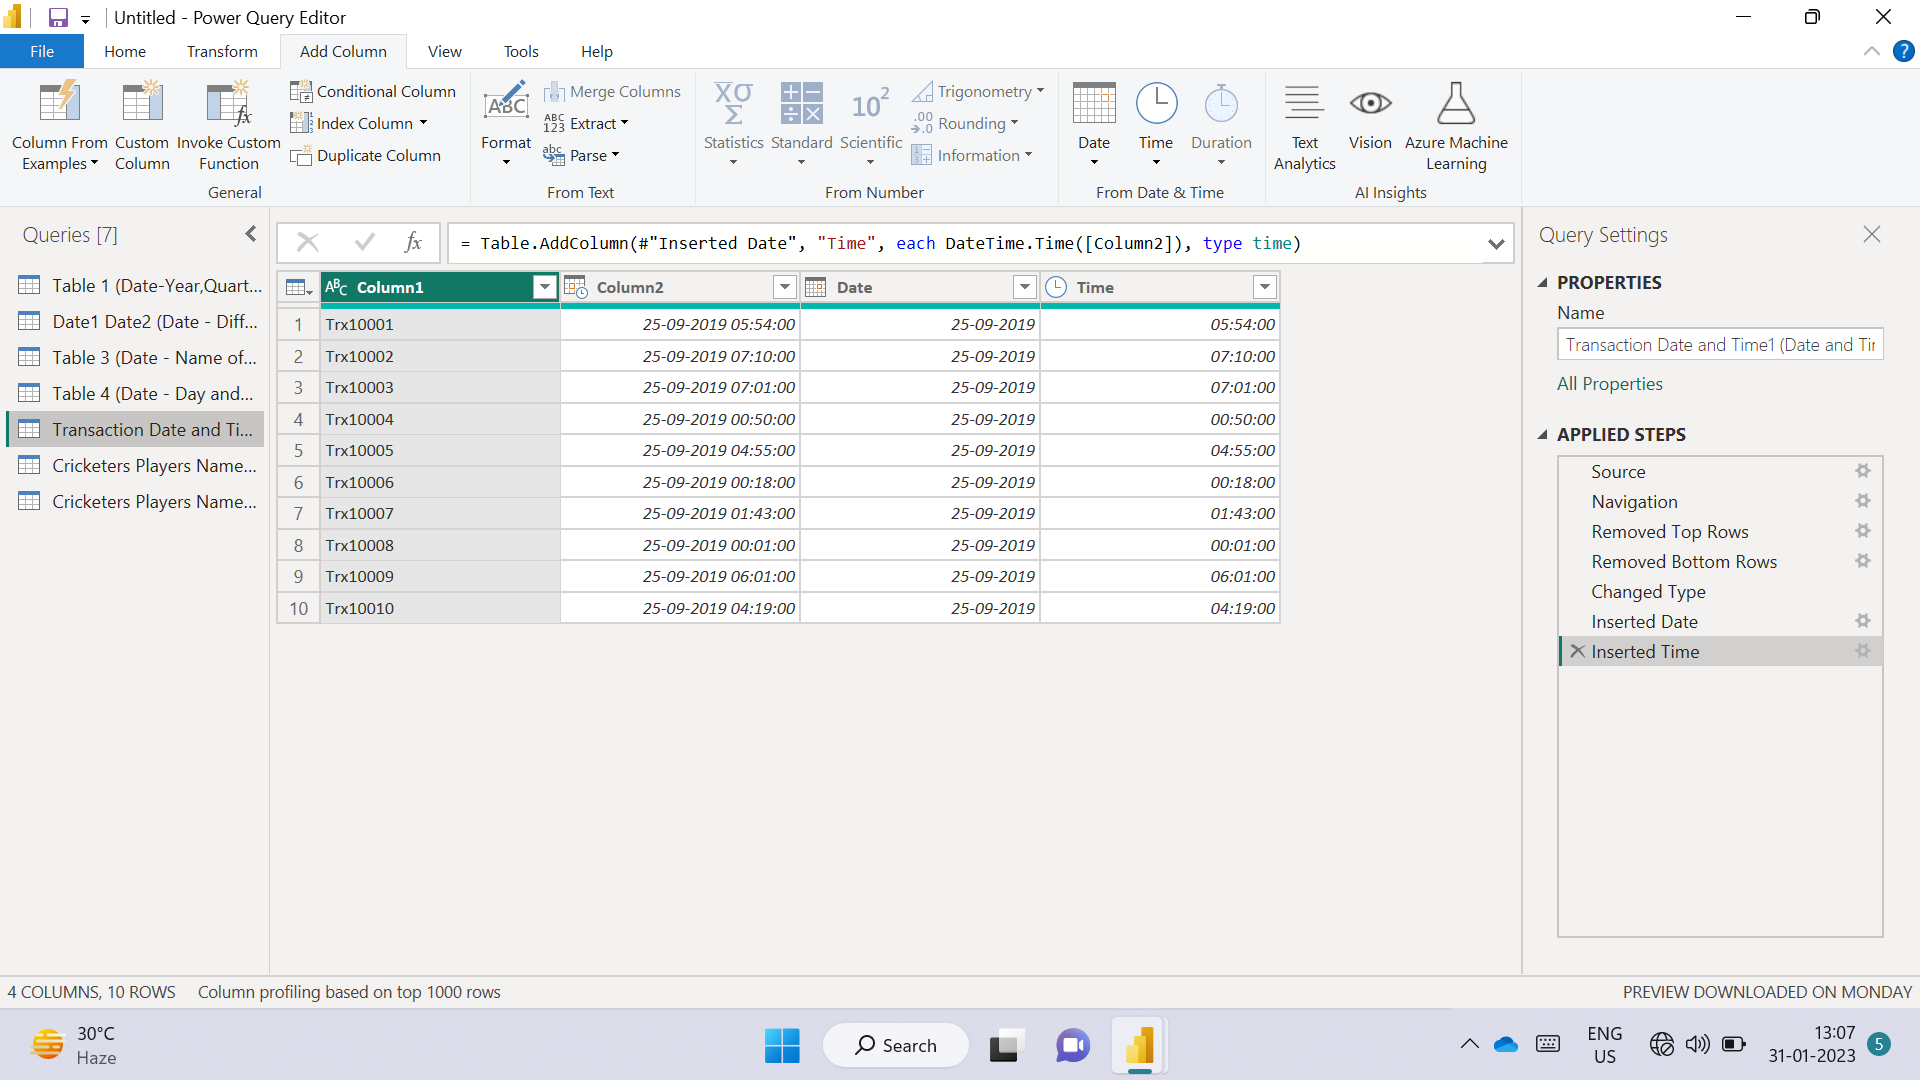 Untitled - Power Query Editor
File Home Transform Add Column View Tools Help
Column From Examples
Custom Column
Invoke Custom Function
Conditional Column
Index Column
Duplicate Column
General
Format
Merge Columns
Extract
Parse
From Text
Statistics
Standard
Scientific
Trigonometry
Rounding
Information
From Number
Date
Time
Duration
From Date & Time
Text Analytics
Vision
Azure Machine Learning
AI Insights
Queries [7]
Table 1 (Date-Year,Quart...
Date1 Date2 (Date - Diff...
Table 3 (Date - Name of...
Table 4 (Date - Day and...
Transaction Date and Ti...
Cricketers Players Name...
Cricketers Players Name...
= Table.AddColumn(#"Inserted Date", "Time", each DateTime.Time([Column2]), type time)
Column1 Column2 Date Time
1 Trx10001 25-09-2019 05:54:00 25-09-2019 05:54:00
2 Trx10002 25-09-2019 07:10:00 25-09-2019 07:10:00
3 Trx10003 25-09-2019 07:01:00 25-09-2019 07:01:00
4 Trx10004 25-09-2019 00:50:00 25-09-2019 00:50:00
5 Trx10005 25-09-2019 04:55:00 25-09-2019 04:55:00
6 Trx10006 25-09-2019 00:18:00 25-09-2019 00:18:00
7 Trx10007 25-09-2019 01:43:00 25-09-2019 01:43:00
8 Trx10008 25-09-2019 00:01:00 25-09-2019 00:01:00
9 Trx10009 25-09-2019 06:01:00 25-09-2019 06:01:00
10 Trx10010 25-09-2019 04:19:00 25-09-2019 04:19:00
Query Settings
PROPERTIES
Name
Transaction Date and Time1 (Date and Tir
All Properties
APPLIED STEPS
Source
Navigation
Removed Top Rows
Removed Bottom Rows
Changed Type
Inserted Date
Inserted Time
4 COLUMNS, 10 ROWS Column profiling based on top 1000 rows
PREVIEW DOWNLOADED ON MONDAY
30°C
Haze
Search
ENG
US
13:07
31-01-2023
5